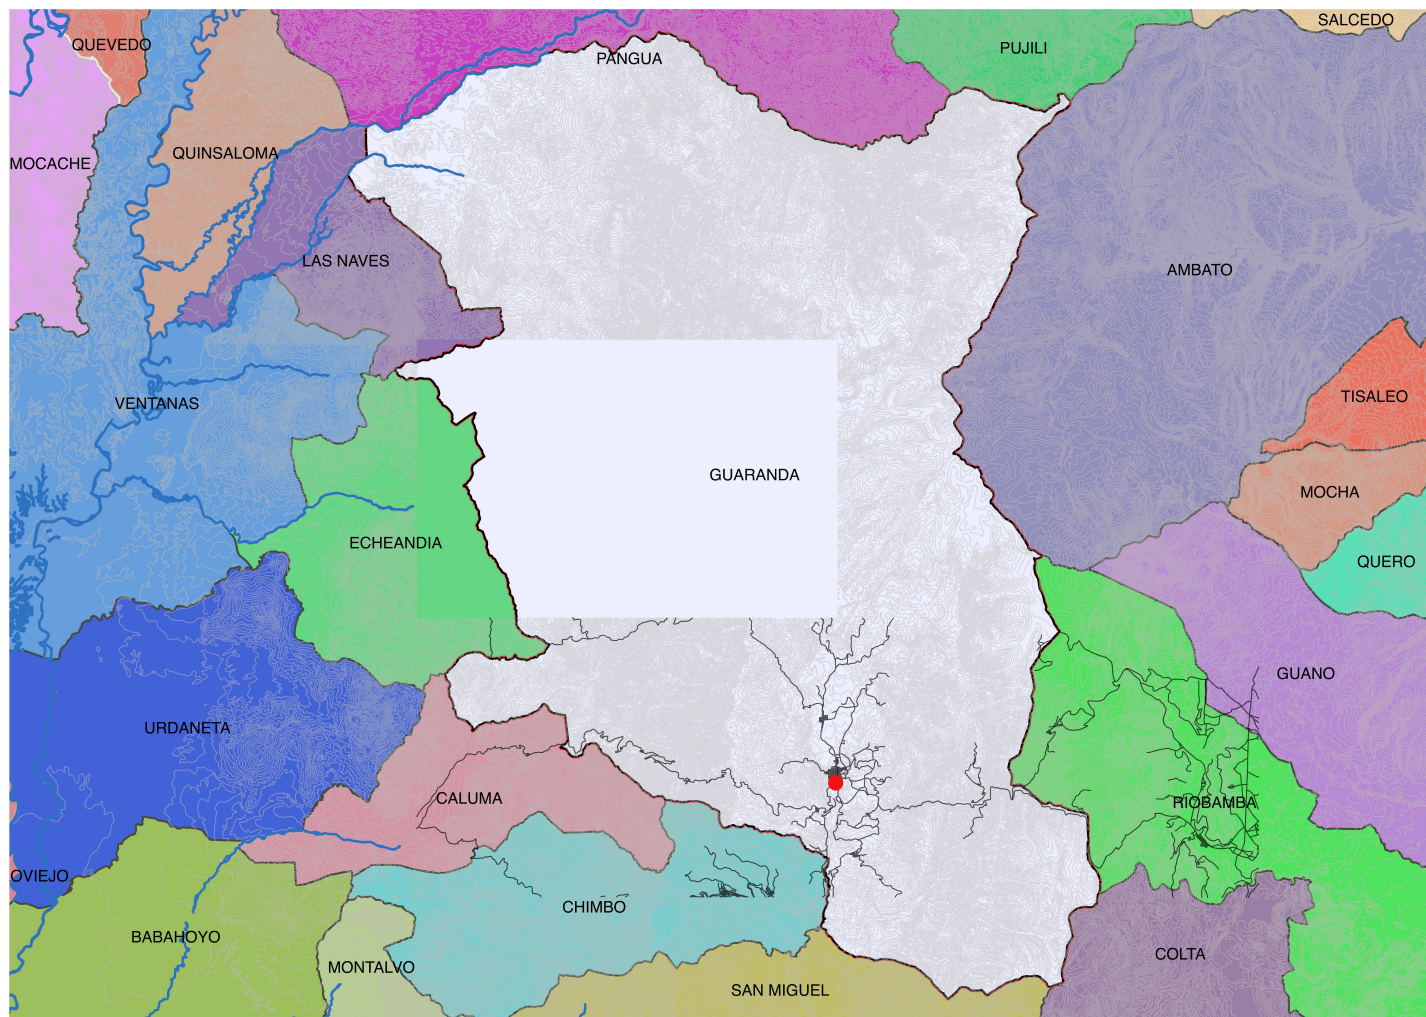 SALCEDO
QUEVEDO
PUJILI
PANGUA
QUINSALOMA
MOCACHE
LAS NAVES
AMBATO
TISALEO
VENTANAS
GUARANDA
MOCHA
ECHEANDIA
QUERO
GUANO
URDANETA
CALUMA
RIOBAMBA
OVIEJO
CHIMBO
BABAHOYO
COLTA
MONTALVO
SAN MIGUEL